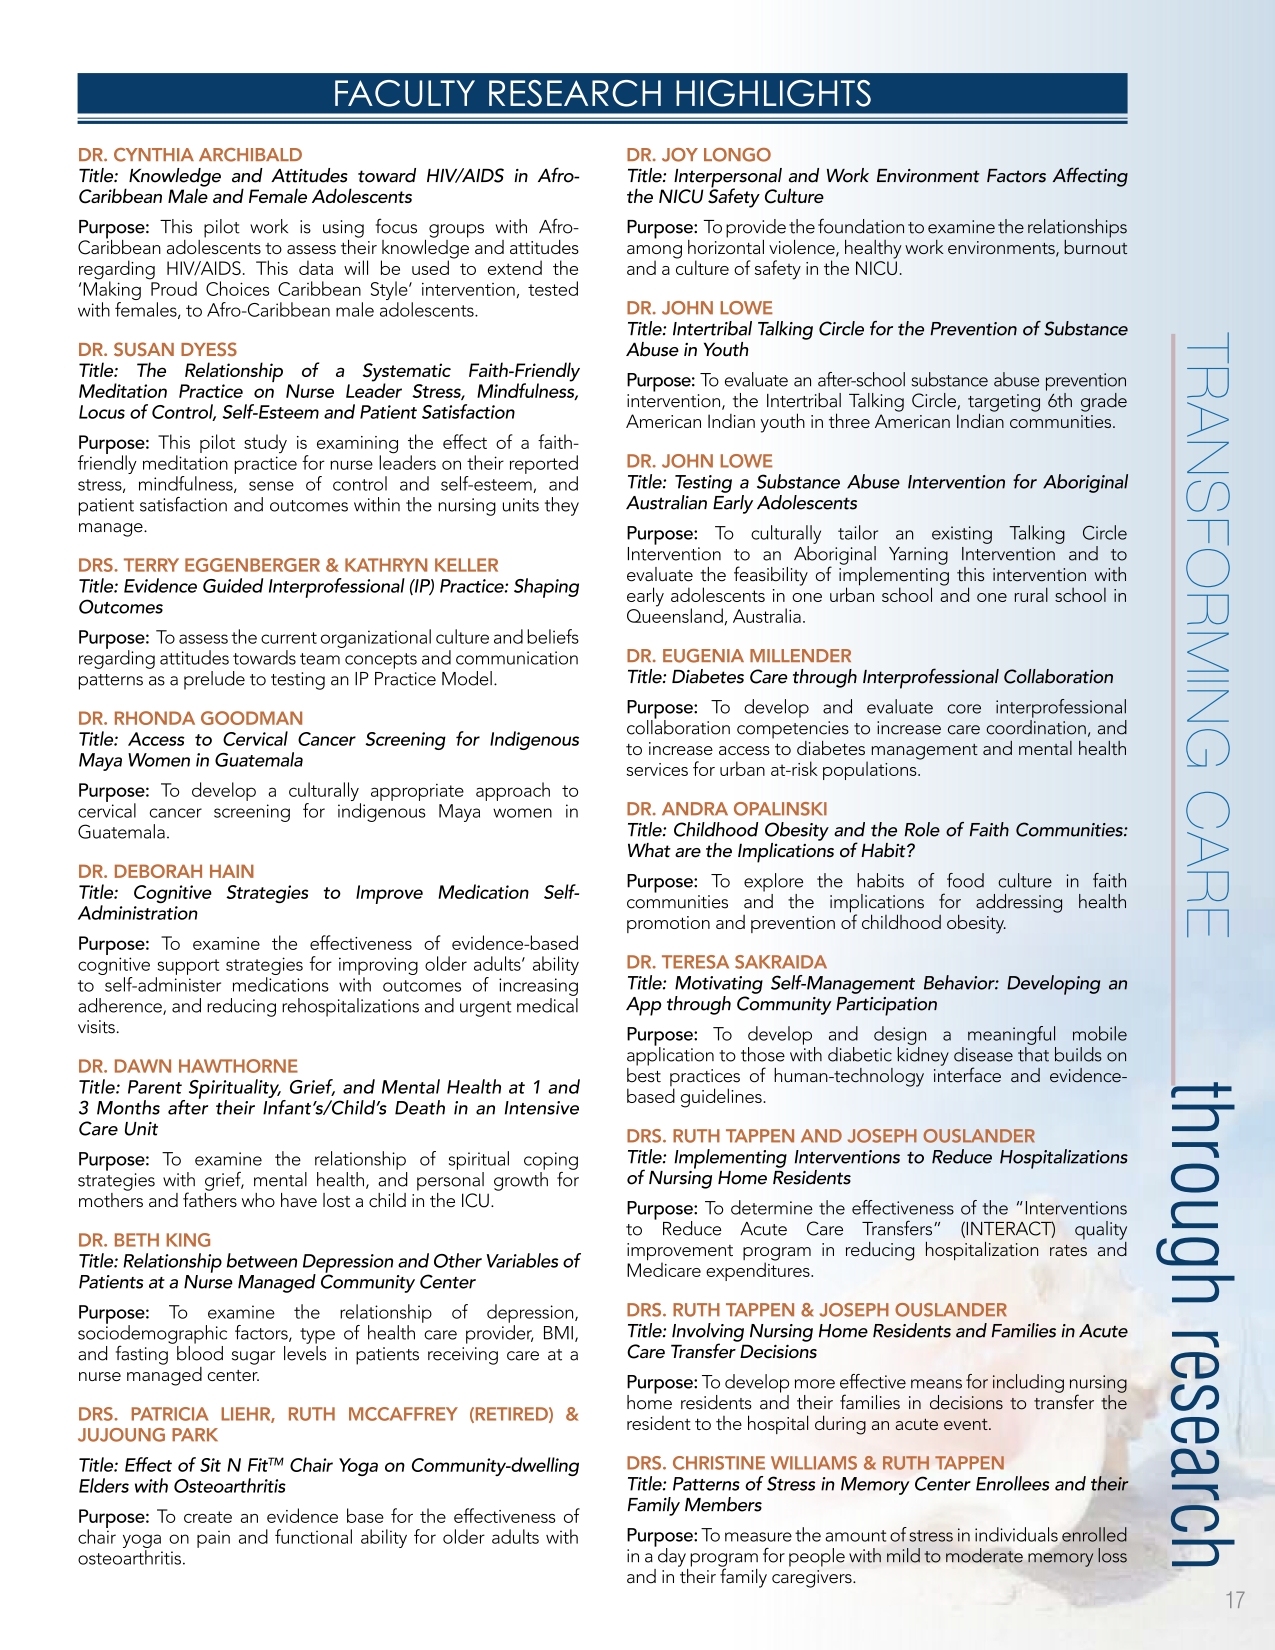 FACULTY RESEARCH HIGHLIGHTS
DR. CYNTHIA ARCHIBALD
Title: Knowledge and Attitudes toward HIV/AIDS in Afro-
Caribbean Male and Female Adolescents
Purpose: This pilot work is using focus groups with Afro-
Caribbean adolescents to assess their knowledge and attitudes
regarding HIV/AIDS. This data will be used to extend the
‘Making Proud Choices Caribbean Style’ intervention, tested
with females, to Afro-Caribbean male adolescents.
DR. SUSAN DYESS
Title: The Relationship of a Systematic Faith-Friendly
Meditation Practice on Nurse Leader Stress, Mindfulness,
Locus of Control, Self-Esteem and Patient Satisfaction
Purpose: This pilot study is examining the effect of a faith-
friendly meditation practice for nurse leaders on their reported
stress, mindfulness, sense of control and self-esteem, and
patient satisfaction and outcomes within the nursing units they
manage.
DRS. TERRY EGGENBERGER & KATHRYN KELLER
Title: Evidence Guided Interprofessional (IP) Practice: Shaping
Outcomes
Purpose: To assess the current organizational culture and beliefs
regarding attitudes towards team concepts and communication
patterns as a prelude to testing an IP Practice Model.
DR. RHONDA GOODMAN
Title: Access to Cervical Cancer Screening for Indigenous
Maya Women in Guatemala
Purpose: To develop a culturally appropriate approach to
cervical cancer screening for indigenous Maya women in
Guatemala.
DR. DEBORAH HAIN
Title: Cognitive Strategies to Improve Medication Self-
Administration
Purpose: To examine the effectiveness of evidence-based
cognitive support strategies for improving older adults’ ability
to self-administer medications with outcomes of increasing
adherence, and reducing rehospitalizations and urgent medical
visits.
DR. DAWN HAWTHORNE
Title: Parent Spirituality, Grief, and Mental Health at 1 and
3 Months after their Infant’s/Child’s Death in an Intensive
Care Unit
Purpose: To examine the relationship of spiritual coping
strategies with grief, mental health, and personal growth for
mothers and fathers who have lost a child in the ICU.
DR. BETH KING
Title: Relationship between Depression and Other Variables of
Patients at a Nurse Managed Community Center
Purpose: To examine the relationship of depression,
sociodemographic factors, type of health care provider, BMI,
and fasting blood sugar levels in patients receiving care at a
nurse managed center.
DRS. PATRICIA LIEHR, RUTH MCCAFFREY (RETIRED) &
JUJOUNG PARK
Title: Effect of Sit N Fit™ Chair Yoga on Community-dwelling
Elders with Osteoarthritis
Purpose: To create an evidence base for the effectiveness of
chair yoga on pain and functional ability for older adults with
osteoarthritis.
DR. JOY LONGO
Title: Interpersonal and Work Environment Factors Affecting
the NICU Safety Culture
Purpose: To provide the foundation to examine the relationships
among horizontal violence, healthy work environments, burnout
and a culture of safety in the NICU.
DR. JOHN LOWE
Title: Intertribal Talking Circle for the Prevention of Substance
Abuse in Youth
Purpose: To evaluate an after-school substance abuse prevention
intervention, the Intertribal Talking Circle, targeting 6th grade
American Indian youth in three American Indian communities.
DR. JOHN LOWE
Title: Testing a Substance Abuse Intervention for Aboriginal
Australian Early Adolescents
Purpose: To culturally tailor an existing Talking Circle
Intervention to an Aboriginal Yarning Intervention and to
evaluate the feasibility of implementing this intervention with
early adolescents in one urban school and one rural school in
Queensland, Australia.
DR. EUGENIA MILLENDER
Title: Diabetes Care through Interprofessional Collaboration
Purpose: To develop and evaluate core interprofessional
collaboration competencies to increase care coordination, and
to increase access to diabetes management and mental health
services for urban at-risk populations.
DR. ANDRA OPALINSKI
Title: Childhood Obesity and the Role of Faith Communities:
What are the Implications of Habit?
Purpose: To explore the habits of food culture in faith
communities and the implications for addressing health
promotion and prevention of childhood obesity.
DR. TERESA SAKRAIDA
Title: Motivating Self-Management Behavior: Developing an
App through Community Participation
Purpose: To develop and design a meaningful mobile
application to those with diabetic kidney disease that builds on
best practices of human-technology interface and evidence-
based guidelines.
DRS. RUTH TAPPEN AND JOSEPH OUSLANDER
Title: Implementing Interventions to Reduce Hospitalizations
of Nursing Home Residents
Purpose: To determine the effectiveness of the “Interventions
to Reduce Acute Care Transfers” (INTERACT) quality
improvement program in reducing hospitalization rates and
Medicare expenditures.
DRS. RUTH TAPPEN & JOSEPH OUSLANDER
Title: Involving Nursing Home Residents and Families in Acute
Care Transfer Decisions
Purpose: To develop more effective means for including nursing
home residents and their families in decisions to transfer the
resident to the hospital during an acute event.
DRS. CHRISTINE WILLIAMS & RUTH TAPPEN
Title: Patterns of Stress in Memory Center Enrollees and their
Family Members
Purpose: To measure the amount of stress in individuals enrolled
in a day program for people with mild to moderate memory loss
and in their family caregivers.
TRANSFORMING CARE
through research
17